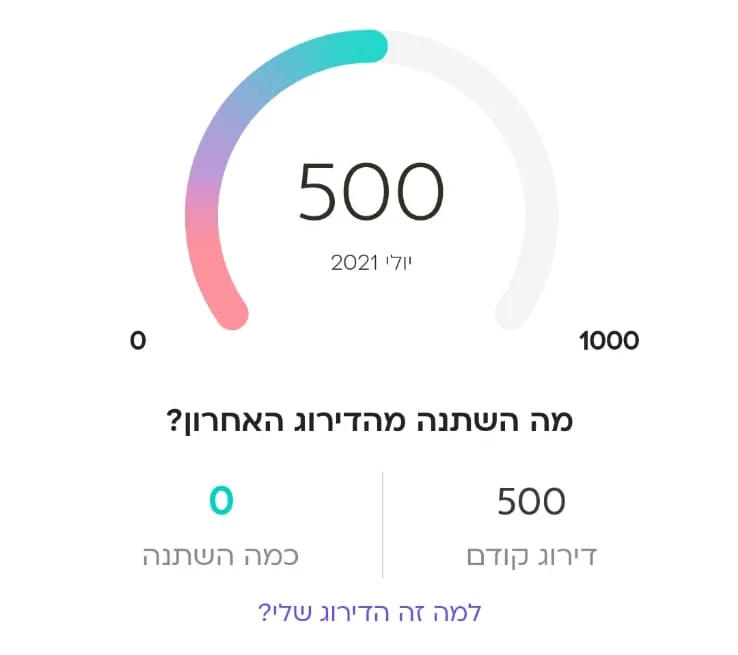 500
יולי 2021
0
1000
מה השתנה מהדירוג האחרון?
500
דירוג קודם
0
כמה השתנה
למה זה הדירוג שלי?